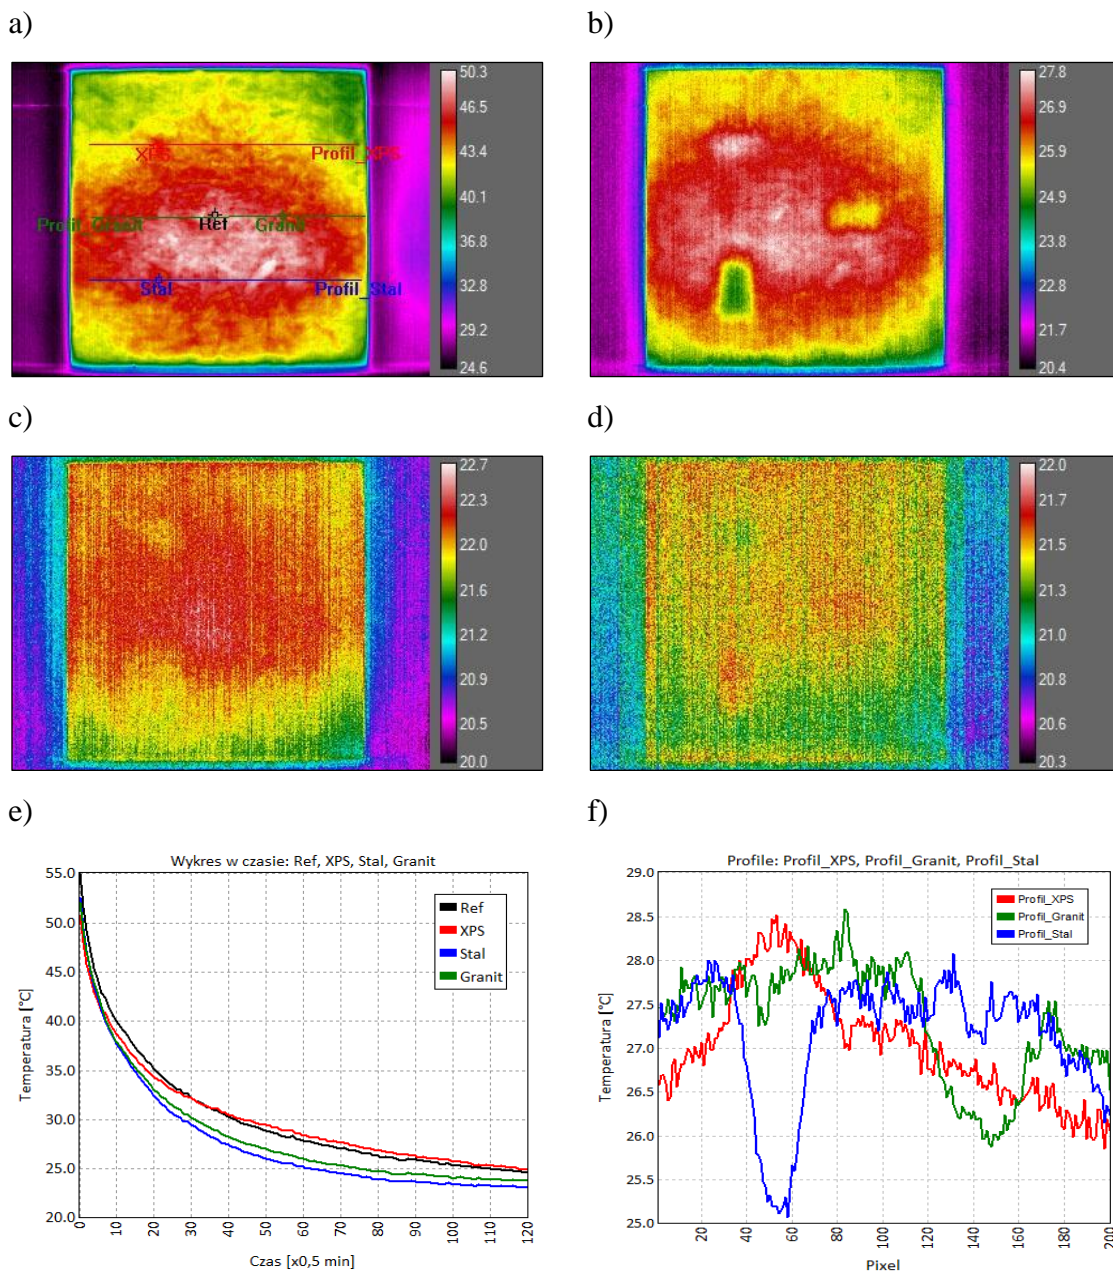 a)
b)
50.3
46.5
43.4
40.1
36.8
32.8
29.2
24.6
XPS
Profil_XPS
Profil_Granit
Ref
Granit
Stal
Profil_Stal
27.8
26.9
25.9
24.9
23.8
22.8
21.7
20.4
c)
d)
22.7
22.3
22.0
21.6
21.2
20.9
20.5
20.0
22.0
21.7
21.5
21.3
21.0
20.8
20.6
20.3
e)
f)
Wykres w czasie: Ref, XPS, Stal, Granit
55.0
50.0
45.0
40.0
35.0
30.0
25.0
20.0
Temperatura [°C]
Ref
XPS
Stal
Granit
0 10 20 30 40 50 60 70 80 90 100 110 120
Czas [x0,5 min]
Profile: Profil_XPS, Profil_Granit, Profil_Stal
29.0
28.5
28.0
27.5
27.0
26.5
26.0
25.5
25.0
Temperatura [°C]
Profil_XPS
Profil_Granit
Profil_Stal
20 40 60 80 100 120 140 160 180 200
Pixel